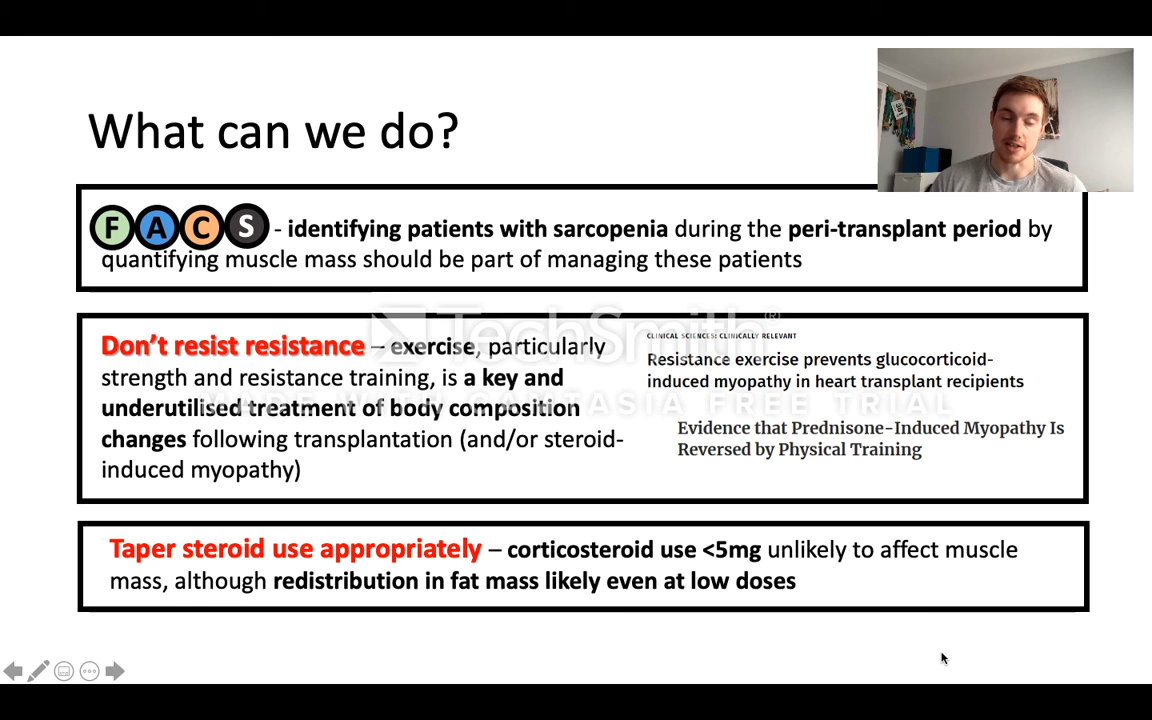 What can we do?
F A C S - identifying patients with sarcopenia during the peri-transplant period by
quantifying muscle mass should be part of managing these patients
Don't resist resistance – exercise, particularly
strength and resistance training, is a key and
underutilised treatment of body composition
changes following transplantation (and/or steroid-
induced myopathy)
CLINICAL SCIENCES: CLINICALLY RELEVANT
Resistance exercise prevents glucocorticoid-
induced myopathy in heart transplant recipients
Evidence that Prednisone-Induced Myopathy Is
Reversed by Physical Training
Taper steroid use appropriately – corticosteroid use <5mg unlikely to affect muscle
mass, although redistribution in fat mass likely even at low doses
TechSmith®
MADE WITH CAMTASIA FREE TRIAL